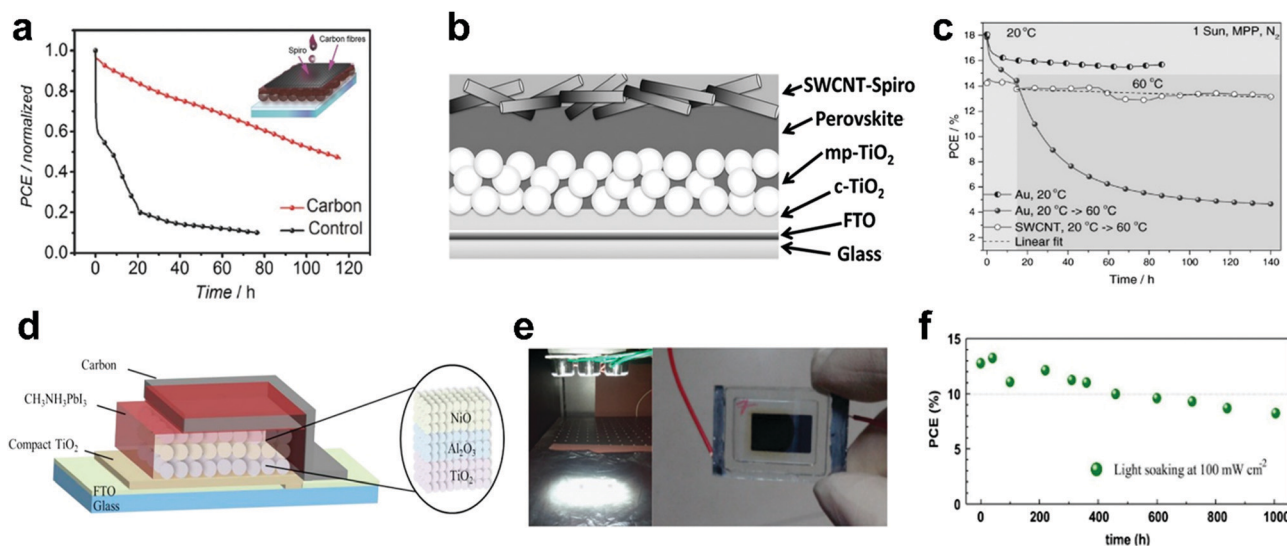 a
PCE / normalized
1.0
0.8
0.6
0.4
0.2
0.0
Spiro
Carbon fibres
Carbon
Control
0 20 40 60 80 100 120
Time / h
b
SWCNT-Spiro
Perovskite
mp-TiO₂
c-TiO₂
FTO
Glass
c
PCE / %
18
16
14
12
10
8
6
4
2
20 °C
1 Sun, MPP, N₂
60 °C
Au, 20 °C
Au, 20 °C -> 60 °C
SWCNT, 20 °C -> 60 °C
Linear fit
0 20 40 60 80 100 120 140
Time / h
d
Carbon
CH₃NH₃PbI₃
Compact TiO₂
FTO
Glass
NiO
Al₂O₃
TiO₂
e
f
PCE (%)
15
10
5
0
Light soaking at 100 mW cm⁻²
0 200 400 600 800 1000
time (h)